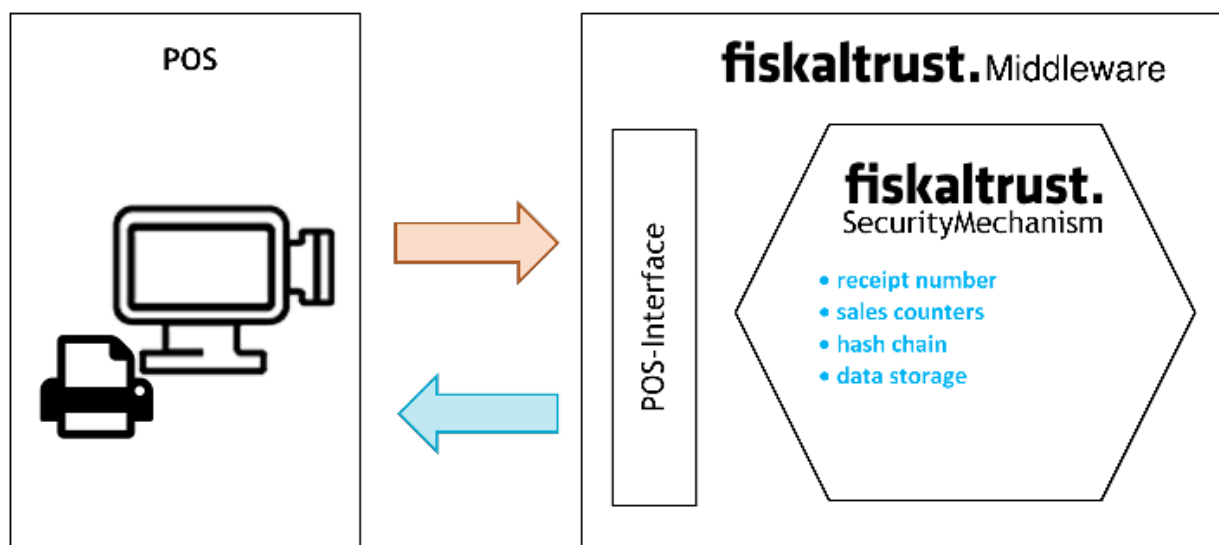 POS
fiskaltrust. Middleware
POS-Interface
fiskaltrust.
SecurityMechanism
• receipt number
• sales counters
• hash chain
• data storage